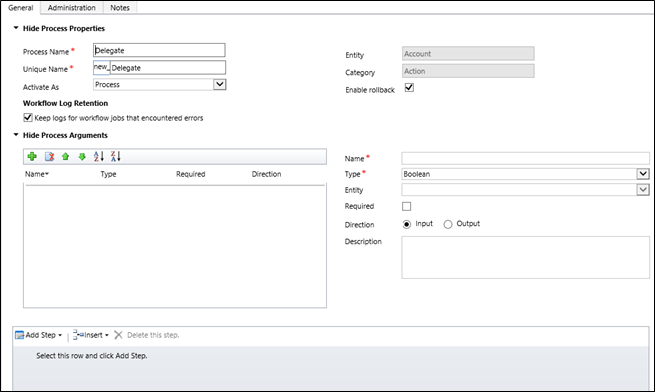 General Administration Notes
Hide Process Properties
Process Name * Delegate
Entity Account
Unique Name * new_ Delegate
Category Action
Activate As Process
Enable rollback
Workflow Log Retention
Keep logs for workflow jobs that encountered errors
Hide Process Arguments
Name *
Type * Boolean
Name Type Required Direction
Entity
Required
Direction Input Output
Description
Add Step Insert Delete this step.
Select this row and click Add Step.